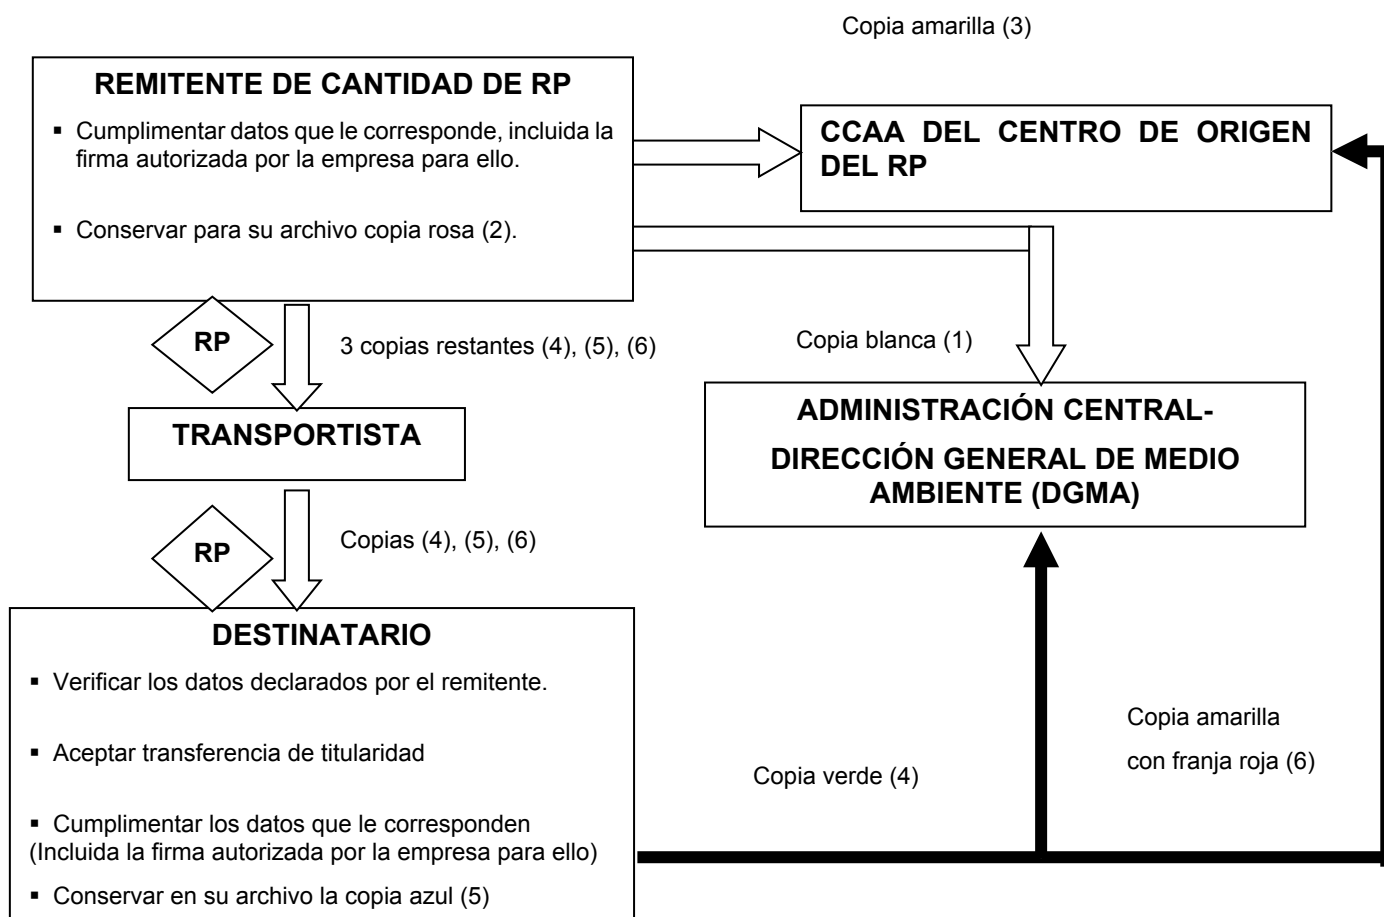 Copia amarilla (3)
REMITENTE DE CANTIDAD DE RP
▪ Cumplimentar datos que le corresponde, incluida la
firma autorizada por la empresa para ello.
▪ Conservar para su archivo copia rosa (2).
CCAA DEL CENTRO DE ORIGEN
DEL RP
RP
3 copias restantes (4), (5), (6)
Copia blanca (1)
TRANSPORTISTA
ADMINISTRACIÓN CENTRAL-
DIRECCIÓN GENERAL DE MEDIO
AMBIENTE (DGMA)
RP
Copias (4), (5), (6)
DESTINATARIO
▪ Verificar los datos declarados por el remitente.
▪ Aceptar transferencia de titularidad
▪ Cumplimentar los datos que le corresponden
(Incluida la firma autorizada por la empresa para ello)
▪ Conservar en su archivo la copia azul (5)
Copia verde (4)
Copia amarilla
con franja roja (6)